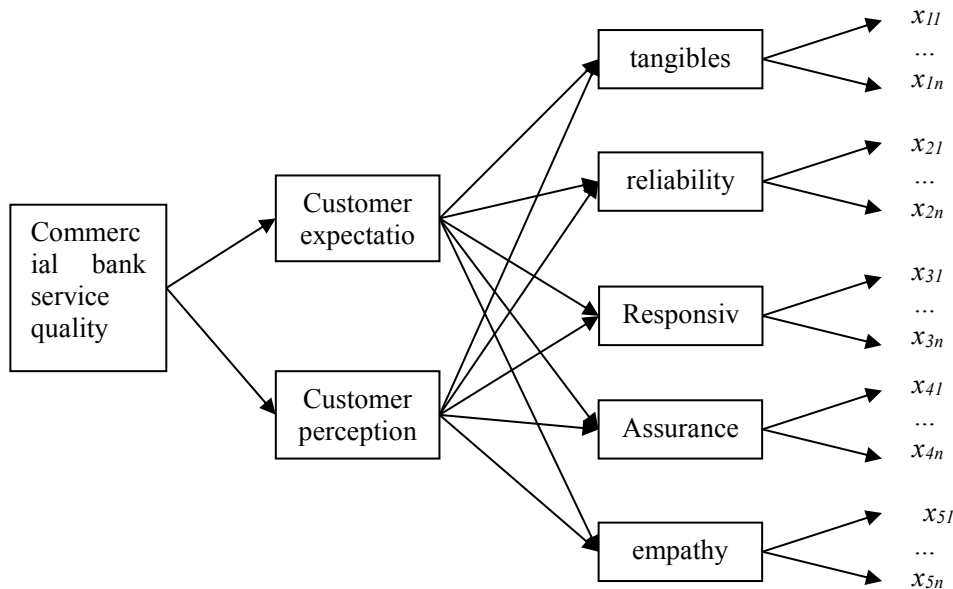 Commerc
ial bank
service
quality
Customer
expectatio
Customer
perception
tangibles
reliability
Responsiv
Assurance
empathy
x11
...
x1n
x21
...
x2n
x31
...
x3n
x41
...
x4n
x51
...
x5n